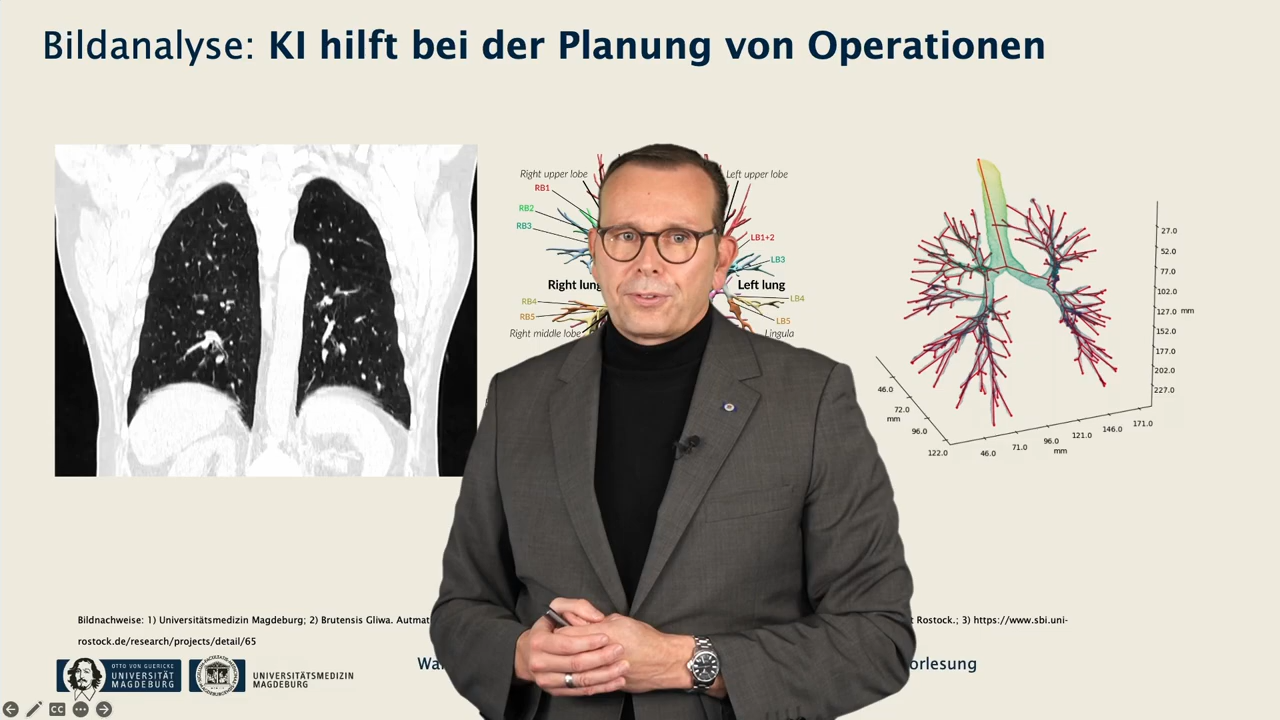 Bildanalyse: KI hilft bei der Planung von Operationen
Right upper lobe
Left upper lobe
RB1
RB2
RB3
LB1+2
LB3
Right lung
Left lung
RB4
RB5
LB4
LB5
Right middle lobe
Lingula
27.0
52.0
77.0
102.0
127.0 mm
152.0
177.0
202.0
227.0
46.0
72.0
mm
96.0
122.0
46.0
71.0
96.0
mm
121.0
146.0
171.0
Bildnachweise: 1) Universitätsmedizin Magdeburg; 2) Brutensis Gliwa. Autmat
Rostock.; 3) https://www.sbi.uni-
rostock.de/research/projects/detail/65
OTTO VON GUERICKE
UNIVERSITÄT
MAGDEBURG
UNIVERSITÄTSMEDIZIN
MAGDEBURG
orlesung
CC